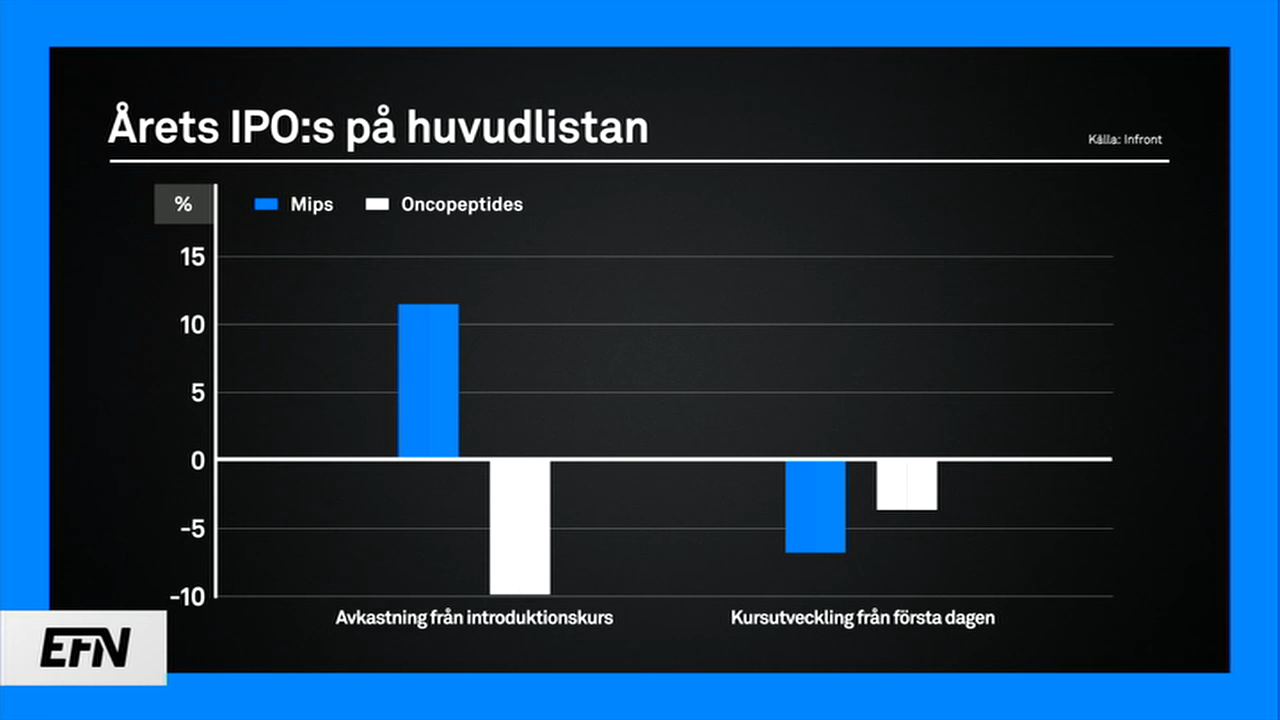 Årets IPO:s på huvudlistan
Källa: Infront
%
Mips
Oncopeptides
15
10
5
0
-5
-10
Avkastning från introduktionskurs
Kursutveckling från första dagen
EFN